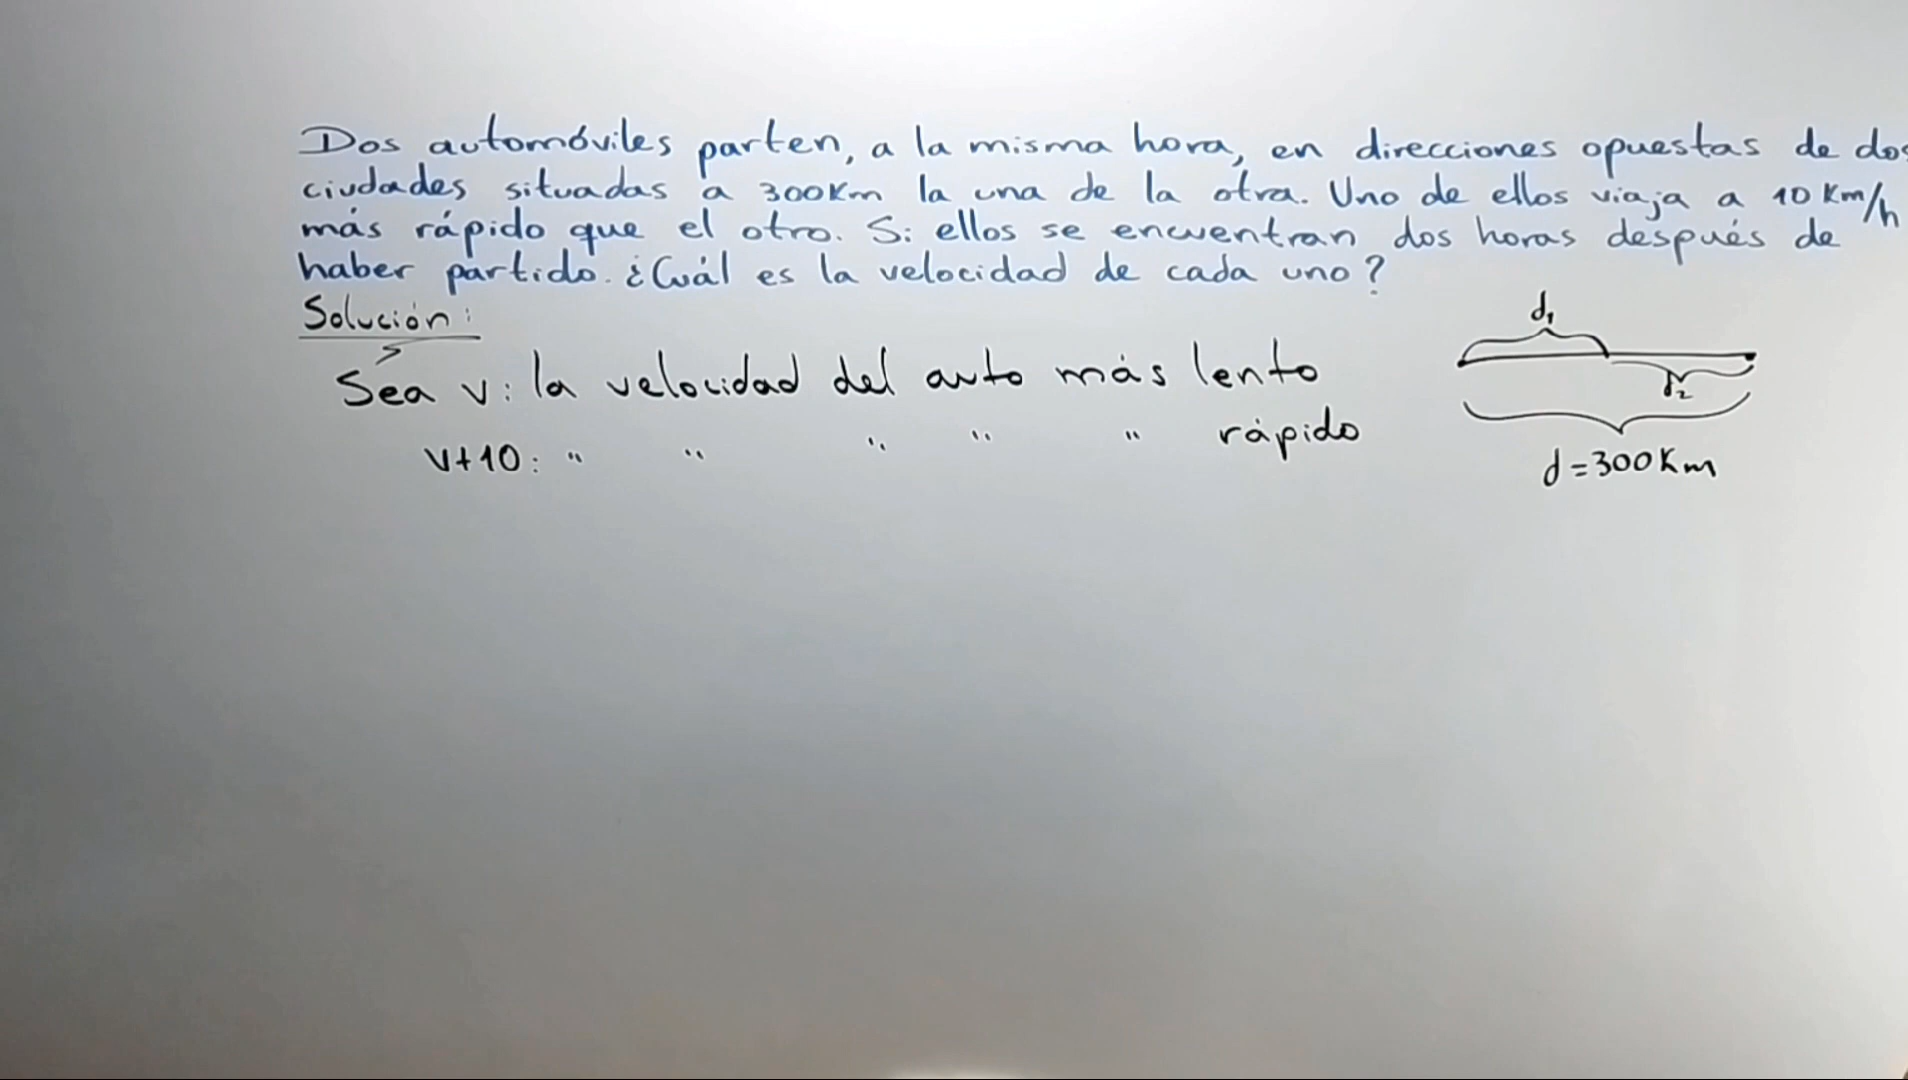 Dos automóviles parten, a la misma hora, en direcciones opuestas de dos
ciudades situadas a 300Km la una de la otra. Uno de ellos viaja a 10 Km/h
más rápido que el otro. Si ellos se encuentran dos horas después de
haber partido. ¿Cuál es la velocidad de cada uno?
Solución:
Sea v: la velocidad del auto más lento
v+10: " " " " " rápido
d₁
d₂
d = 300 Km